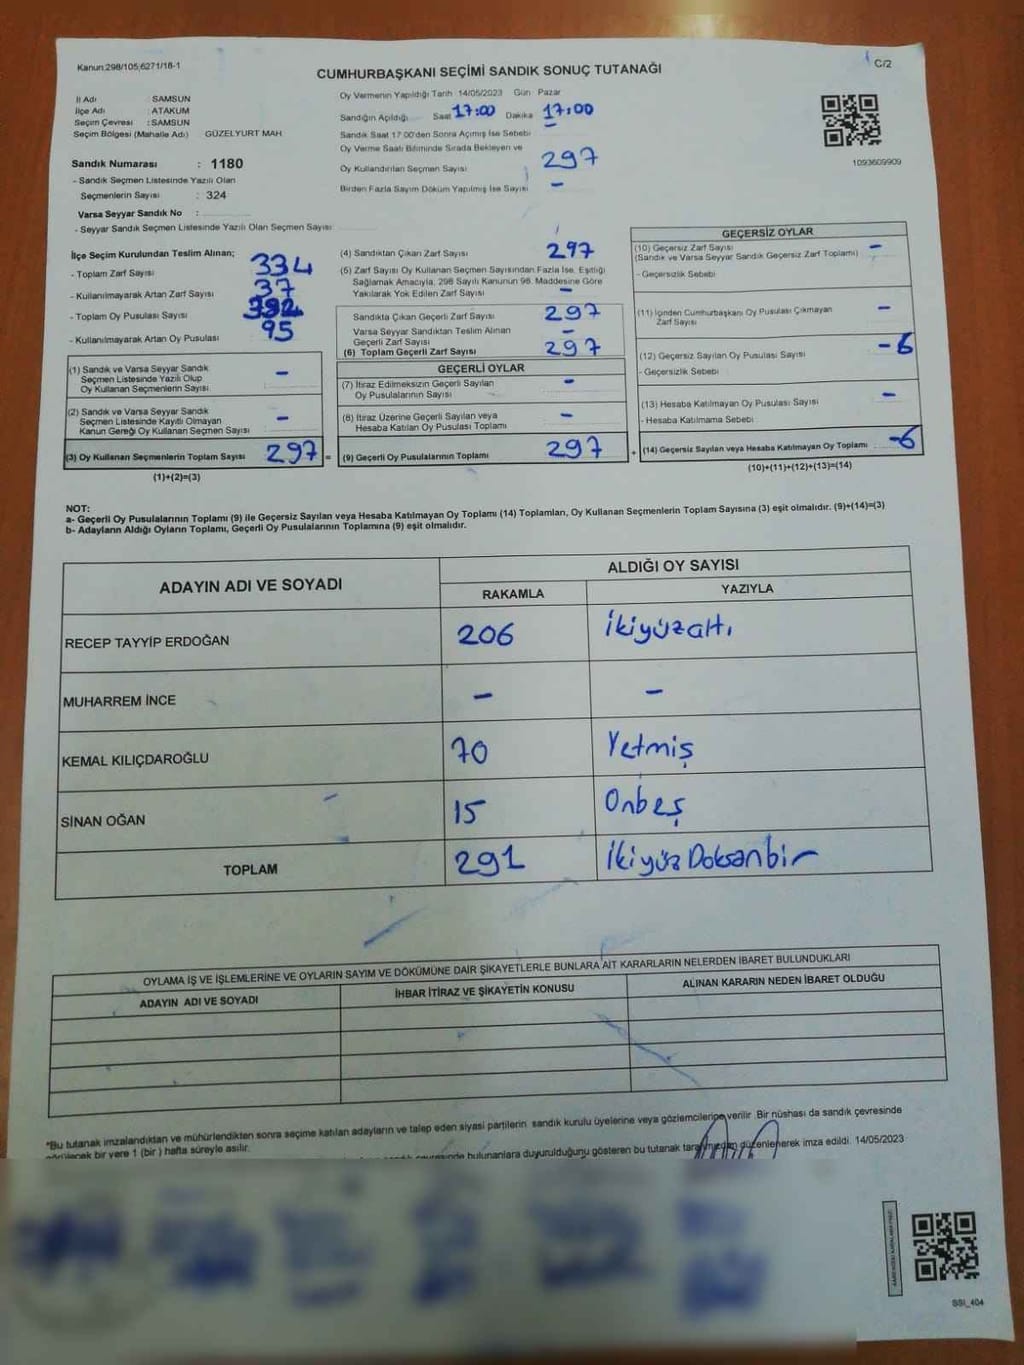 Kanun:298/105;6271/18-1
C/2
CUMHURBAŞKANI SEÇİMİ SANDIK SONUÇ TUTANAĞI
İl Adı : SAMSUN
İlçe Adı : ATAKUM
Seçim Çevresi : SAMSUN
Seçim Bölgesi (Mahalle Adı) GÜZELYURT MAH
Sandık Numarası : 1180
- Sandık Seçmen Listesinde Yazılı Olan
Seçmenlerin Sayısı : 324
Varsa Seyyar Sandık No :
- Seyyar Sandık Seçmen Listesinde Yazılı Olan Seçmen Sayısı
Oy Vermenin Yapıldığı Tarih 14/05/2023 Gün Pazar
Sandığın Açıldığı Saat 17:00 Dakika 17:00
Sandık Saat 17.00'den Sonra Açılmış İse Sebebi –
Oy Verme Saati Bitiminde Sırada Bekleyen ve
Oy Kullandırılan Seçmen Sayısı 297
Birden Fazla Sayım Döküm Yapılmış İse Sayısı –
1093609909
İlçe Seçim Kurulundan Teslim Alınan;
- Toplam Zarf Sayısı 334
- Kullanılmayarak Artan Zarf Sayısı 37
- Toplam Oy Pusulası Sayısı
- Kullanılmayarak Artan Oy Pusulası 95
(1) Sandık ve Varsa Seyyar Sandık
Seçmen Listesinde Yazılı Olup
Oy Kullanan Seçmenlerin Sayısı –
(2) Sandık ve Varsa Seyyar Sandık
Seçmen Listesinde Kayıtlı Olmayan
Kanun Gereği Oy Kullanan Seçmen Sayısı –
(3) Oy Kullanan Seçmenlerin Toplam Sayısı 297 =
(1)+(2)=(3)
(4) Sandıktan Çıkan Zarf Sayısı 297
(5) Zarf Sayısı Oy Kullanan Seçmen Sayısından Fazla İse, Eşitliği
Sağlamak Amacıyla, 298 Sayılı Kanunun 98. Maddesine Göre
Yakılarak Yok Edilen Zarf Sayısı –
Sandıkta Çıkan Geçerli Zarf Sayısı 297
Varsa Seyyar Sandıktan Teslim Alınan
Geçerli Zarf Sayısı –
(6) Toplam Geçerli Zarf Sayısı 297
GEÇERLİ OYLAR
(7) İtiraz Edilmeksizin Geçerli Sayılan
Oy Pusulalarının Sayısı –
(8) İtiraz Üzerine Geçerli Sayılan veya
Hesaba Katılan Oy Pusulası Toplamı –
(9) Geçerli Oy Pusulalarının Toplamı 297 +
GEÇERSİZ OYLAR
(10) Geçersiz Zarf Sayısı –
(Sandık ve Varsa Seyyar Sandık Geçersiz Zarf Toplamı)
- Geçersizlik Sebebi
(11) İçinden Cumhurbaşkanı Oy Pusulası Çıkmayan
Zarf Sayısı –
(12) Geçersiz Sayılan Oy Pusulası Sayısı -6
- Geçersizlik Sebebi
(13) Hesaba Katılmayan Oy Pusulası Sayısı –
- Hesaba Katılmama Sebebi
(14) Geçersiz Sayılan veya Hesaba Katılmayan Oy Toplamı -6
(10)+(11)+(12)+(13)=(14)
NOT:
a- Geçerli Oy Pusulalarının Toplamı (9) ile Geçersiz Sayılan veya Hesaba Katılmayan Oy Toplamı (14) Toplamları, Oy Kullanan Seçmenlerin Toplam Sayısına (3) eşit olmalıdır. (9)+(14)=(3)
b- Adayların Aldığı Oyların Toplamı, Geçerli Oy Pusulalarının Toplamına (9) eşit olmalıdır.
ADAYIN ADI VE SOYADI
ALDIĞI OY SAYISI
RAKAMLA YAZIYLA
RECEP TAYYİP ERDOĞAN 206 ikiyüzaltı
MUHARREM İNCE – –
KEMAL KILIÇDAROĞLU 70 Yetmiş
SİNAN OĞAN 15 Onbeş
TOPLAM 291 ikiyüzDoksanbir
OYLAMA İŞ VE İŞLEMLERİNE VE OYLARIN SAYIM VE DÖKÜMÜNE DAİR ŞİKAYETLERLE BUNLARA AİT KARARLARIN NELERDEN İBARET BULUNDUKLARI
ADAYIN ADI VE SOYADI İHBAR İTİRAZ VE ŞİKAYETİN KONUSU ALINAN KARARIN NEDEN İBARET OLDUĞU
*Bu tutanak imzalandıktan ve mühürlendikten sonra seçime katılan adayların ve talep eden siyasi partilerin sandık kurulu üyelerine veya gözlemcilerine verilir. Bir nüshası da sandık çevresinde
görülecek bir yere 1 (bir) hafta süreyle asılır.
bulunanlara duyurulduğunu gösteren bu tutanak tarafımızdan düzenlenerek imza edildi. 14/05/2023
SSİ_404